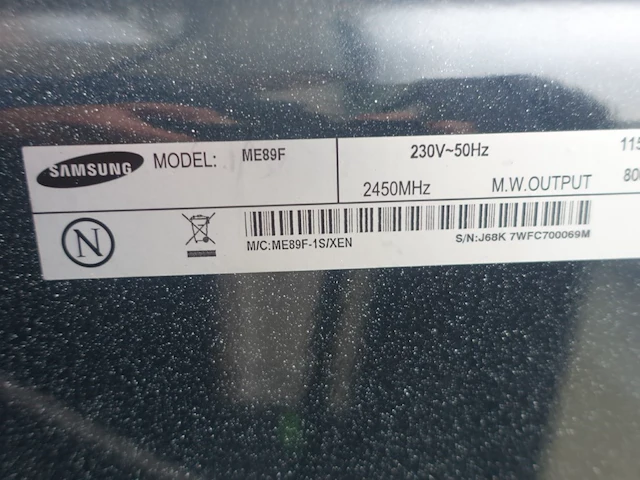 SAMSUNG
MODEL: ME89F
230V~50Hz
2450MHz M.W.OUTPUT
N
M/C:ME89F-1S/XEN
S/N:J68K 7WFC700069M